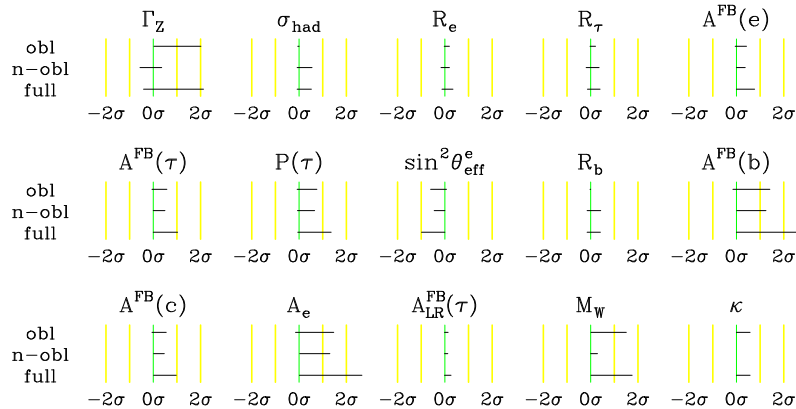 Γ_Z σ_had R_e R_τ A^FB(e)
obl
n-obl
full
−2σ 0σ 2σ −2σ 0σ 2σ −2σ 0σ 2σ −2σ 0σ 2σ −2σ 0σ 2σ
A^FB(τ) P(τ) sin²θ^e_eff R_b A^FB(b)
obl
n-obl
full
−2σ 0σ 2σ −2σ 0σ 2σ −2σ 0σ 2σ −2σ 0σ 2σ −2σ 0σ 2σ
A^FB(c) A_e A^FB_LR(τ) M_W κ
obl
n-obl
full
−2σ 0σ 2σ −2σ 0σ 2σ −2σ 0σ 2σ −2σ 0σ 2σ −2σ 0σ 2σ